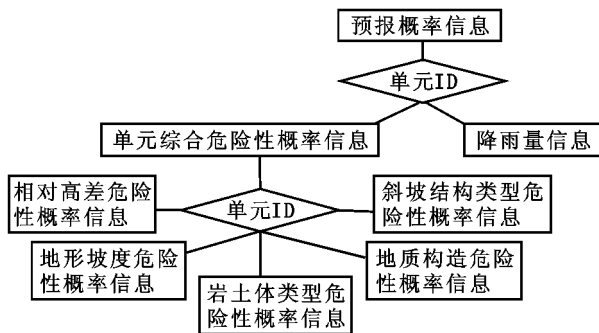 预报概率信息
单元ID
单元综合危险性概率信息
降雨量信息
相对高差危险
性概率信息
单元ID
斜坡结构类型危
险性概率信息
地形坡度危险
性概率信息
岩土体类型危
险性概率信息
地质构造危险
性概率信息